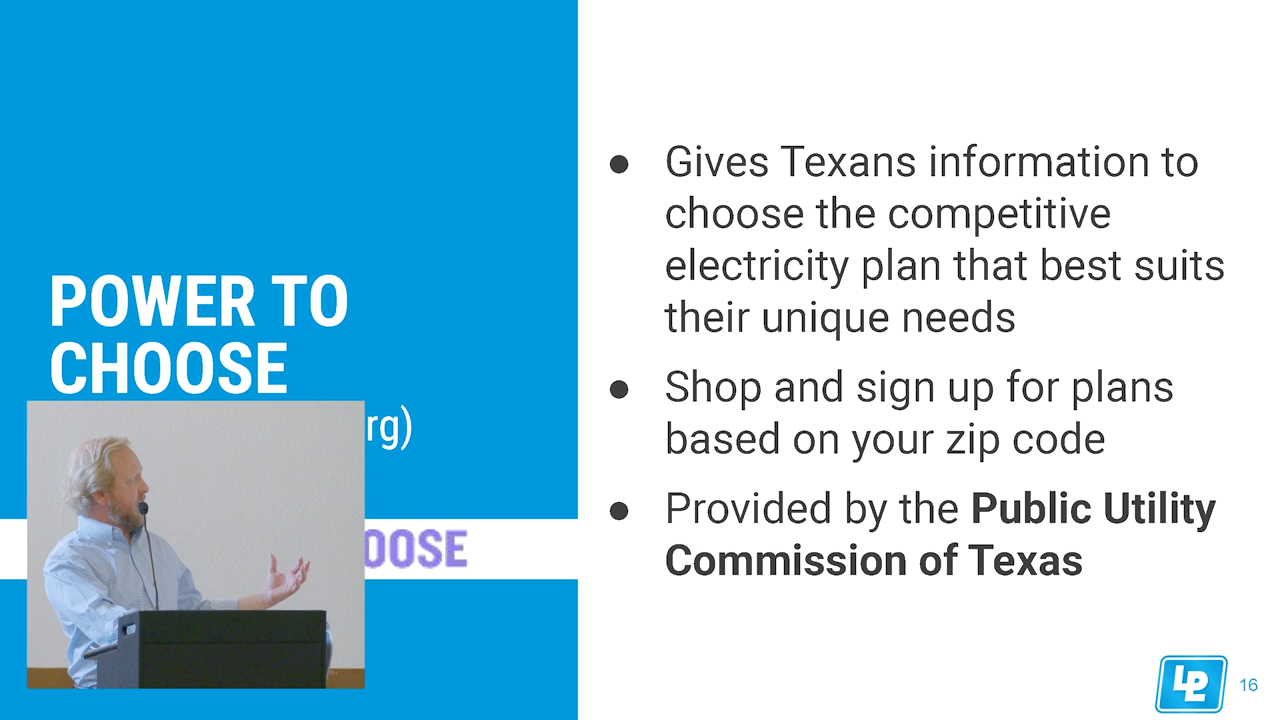 POWER TO
CHOOSE
rg)
OOSE
● Gives Texans information to
choose the competitive
electricity plan that best suits
their unique needs
● Shop and sign up for plans
based on your zip code
● Provided by the Public Utility
Commission of Texas
LPL
16